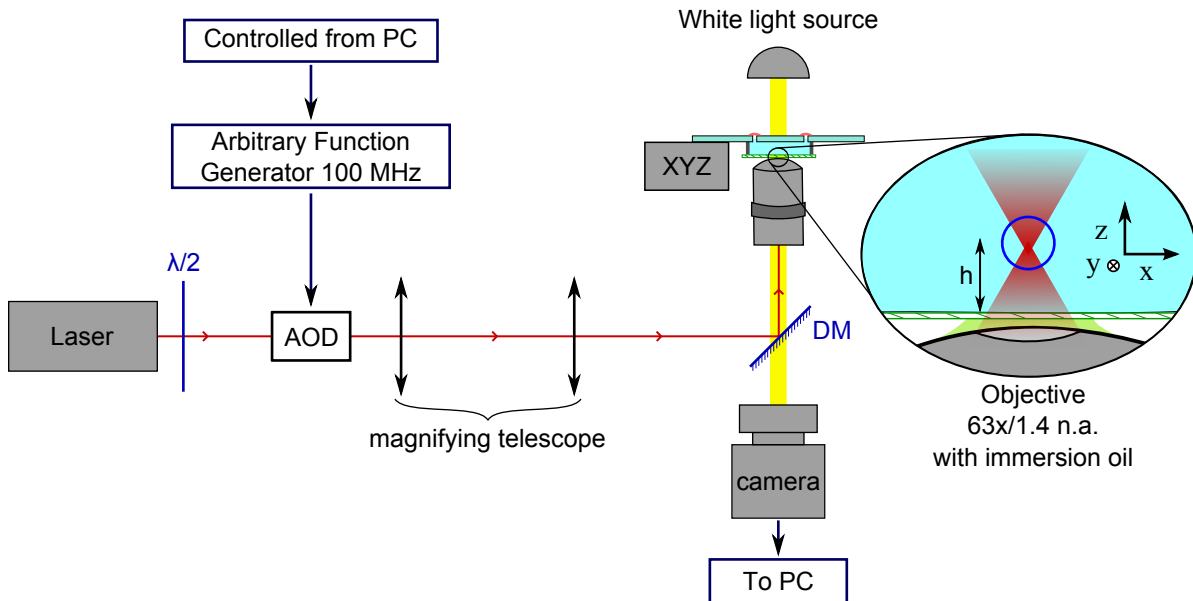 White light source
Controlled from PC
Arbitrary Function
Generator 100 MHz
XYZ
z
y
x
h
λ/2
Laser
AOD
DM
magnifying telescope
Objective
63x/1.4 n.a.
with immersion oil
camera
To PC